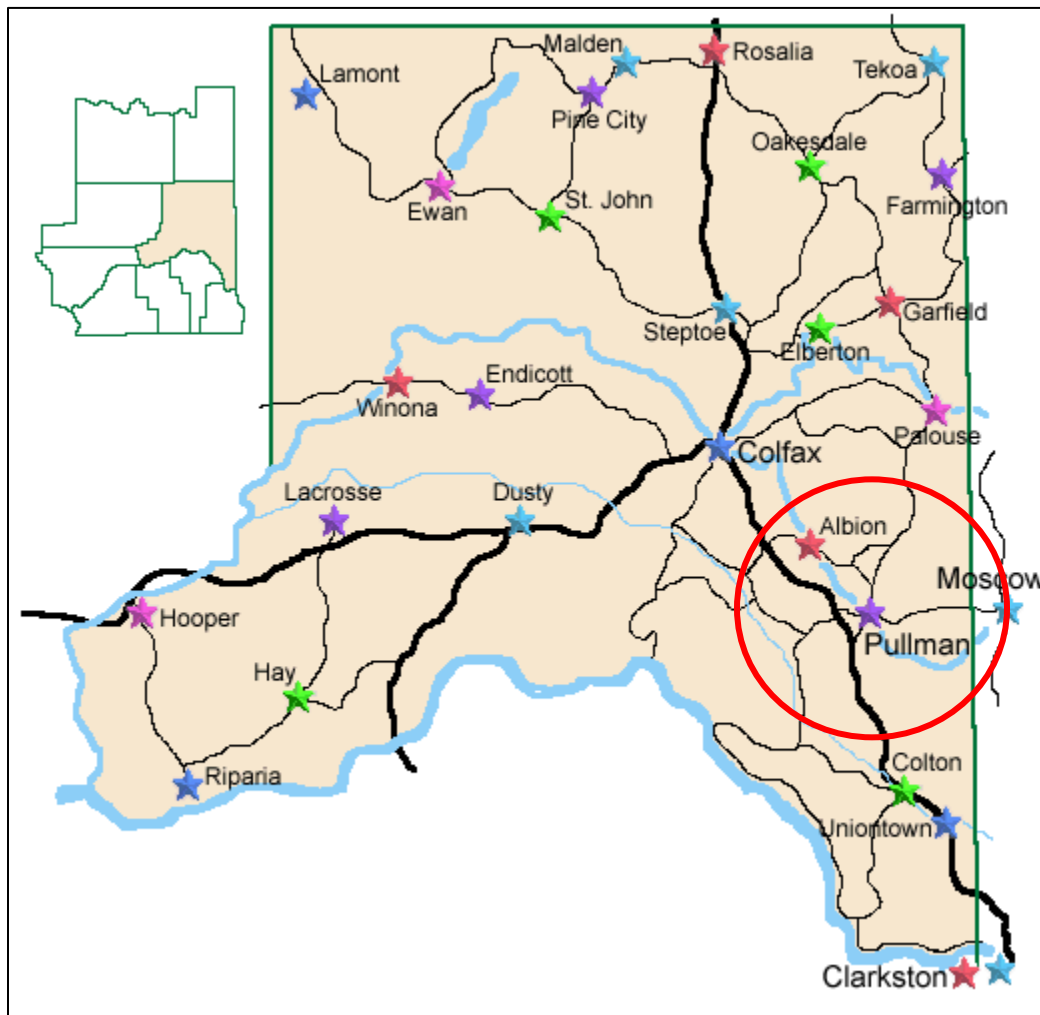 Malden
Rosalia
Lamont
Tekoa
Pine City
Oakesdale
St. John
Ewan
Farmington
Steptoe
Garfield
Elberton
Endicott
Winona
Palouse
Colfax
Lacrosse
Dusty
Albion
Moscow
Hooper
Pullman
Hay
Colton
Riparia
Uniontown
Clarkston